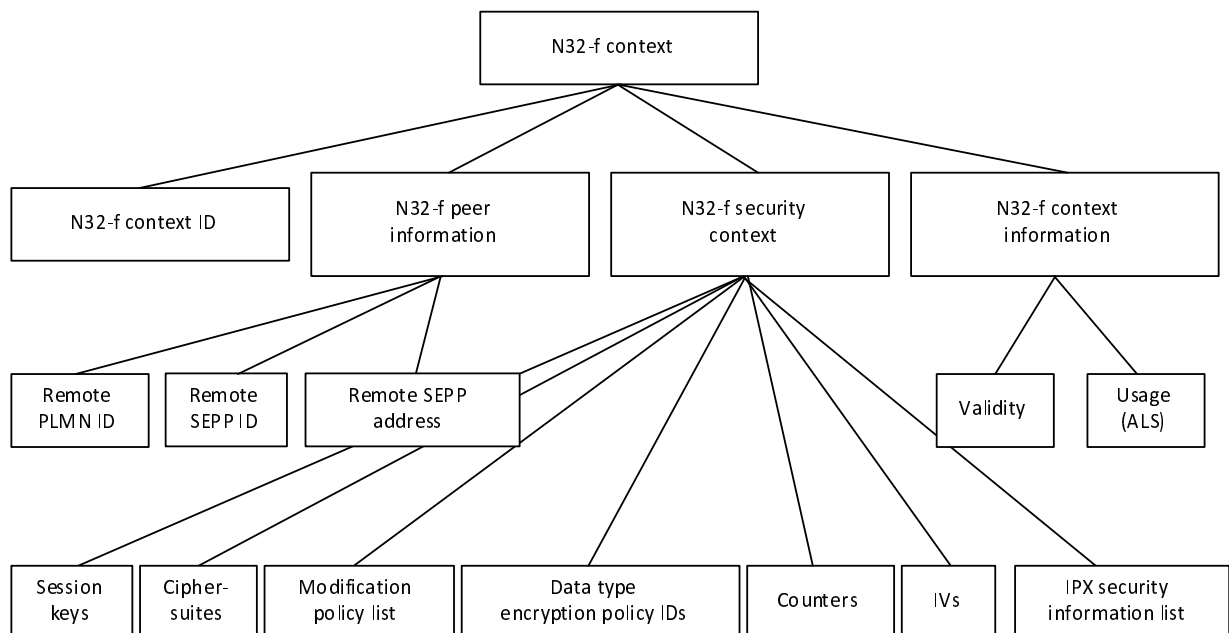 N32-f context
N32-f context ID
N32-f peer
information
N32-f security
context
N32-f context
information
Remote
PLMN ID
Remote
SEPP ID
Remote SEPP
address
Validity
Usage
(ALS)
Session
keys
Cipher-
suites
Modification
policy list
Data type
encryption policy IDs
Counters
IVs
IPX security
information list